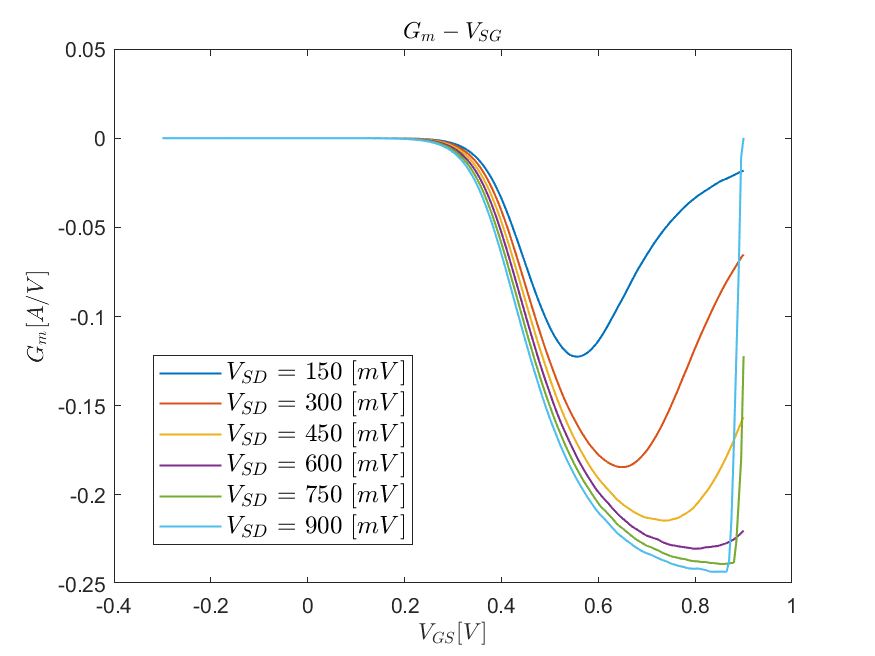 G_m − V_SG
0.05
0
-0.05
-0.1
-0.15
-0.2
-0.25
G_m[A/V]
V_SD = 150 [mV]
V_SD = 300 [mV]
V_SD = 450 [mV]
V_SD = 600 [mV]
V_SD = 750 [mV]
V_SD = 900 [mV]
-0.4 -0.2 0 0.2 0.4 0.6 0.8 1
V_GS[V]